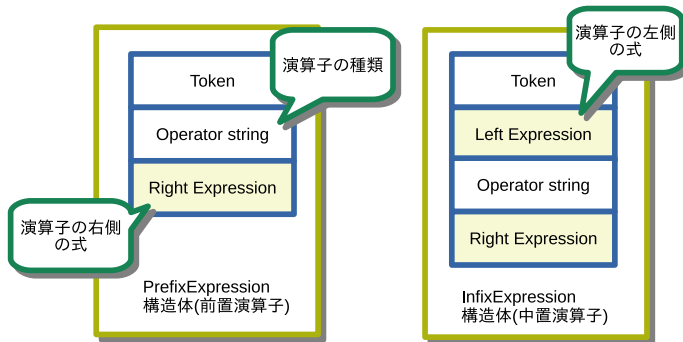 演算子の種類
Token
Operator string
Right Expression
演算子の右側
の式
PrefixExpression
構造体(前置演算子)
演算子の左側
の式
Token
Left Expression
Operator string
Right Expression
InfixExpression
構造体(中置演算子)